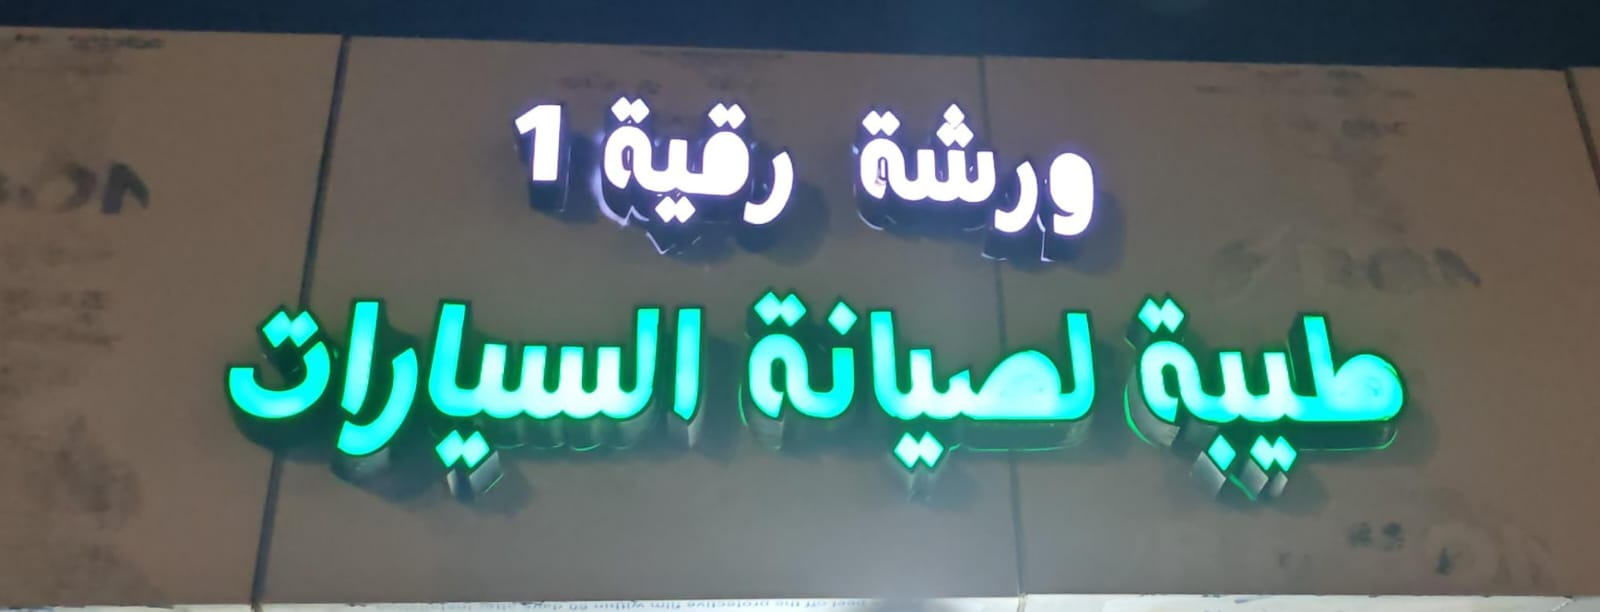 ورشة رقية 1
طيبة لصيانة السيارات